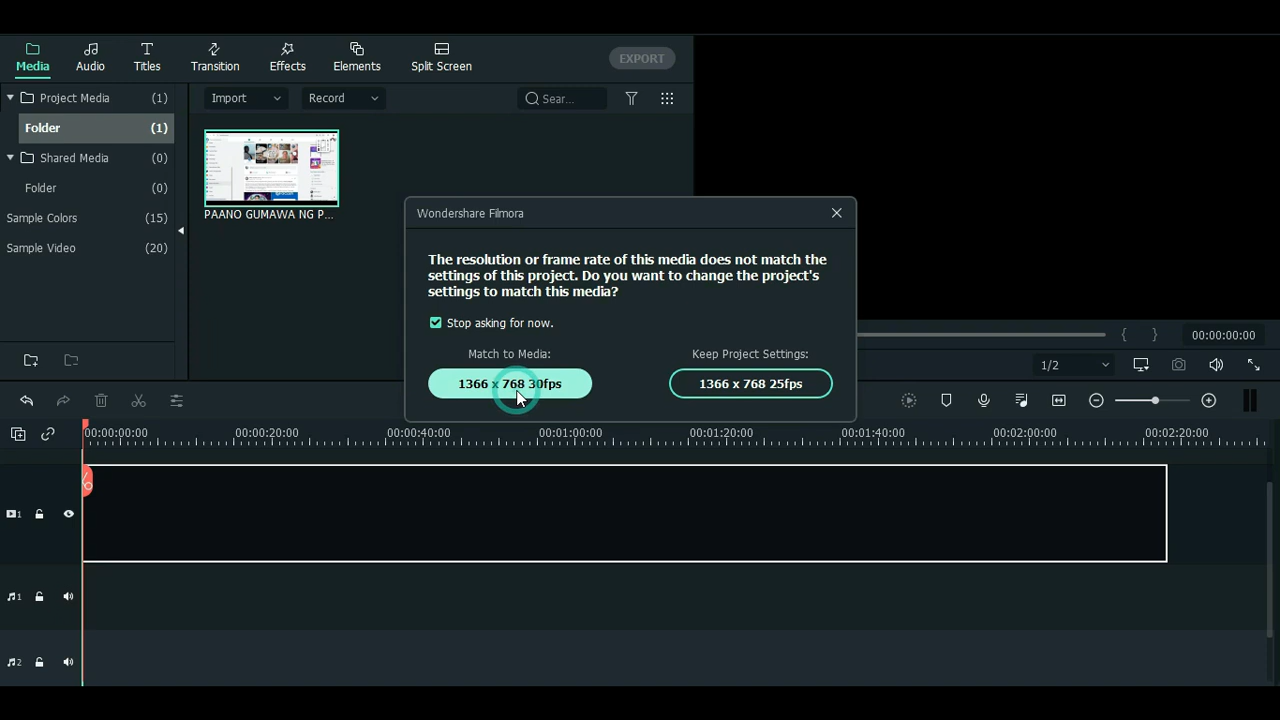 Media Audio Titles Transition Effects Elements Split Screen EXPORT
Project Media (1)
Import Record Sear...
Folder (1)
Shared Media (0)
Folder (0)
Sample Colors (15)
Sample Video (20)
PAANO GUMAWA NG P...
Wondershare Filmora
The resolution or frame rate of this media does not match the
settings of this project. Do you want to change the project's
settings to match this media?
Stop asking for now.
Match to Media: Keep Project Settings:
1366 x 768 30fps 1366 x 768 25fps
{ } 00:00:00:00
1/2
00:00:00:00 00:00:20:00 00:00:40:00 00:01:00:00 00:01:20:00 00:01:40:00 00:02:00:00 00:02:20:00
1
1
2